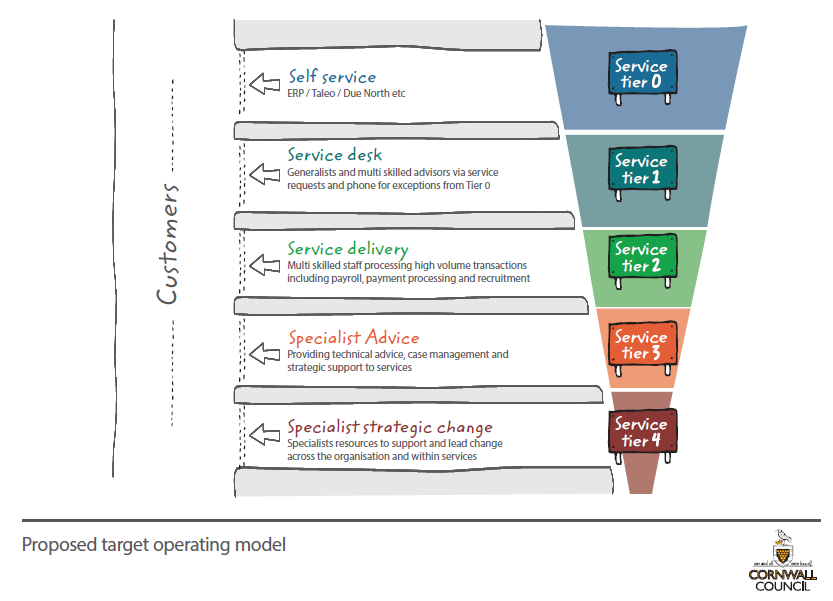 Customers
Self service
ERP / Taleo / Due North etc
Service
tier 0
Service desk
Generalists and multi skilled advisors via service
requests and phone for exceptions from Tier 0
Service
tier 1
Service delivery
Multi skilled staff processing high volume transactions
including payroll, payment processing and recruitment
Service
tier 2
Specialist Advice
Providing technical advice, case management and
strategic support to services
Service
tier 3
Specialist strategic change
Specialists resources to support and lead change
across the organisation and within services
Service
tier 4
Proposed target operating model
CORNWALL
COUNCIL